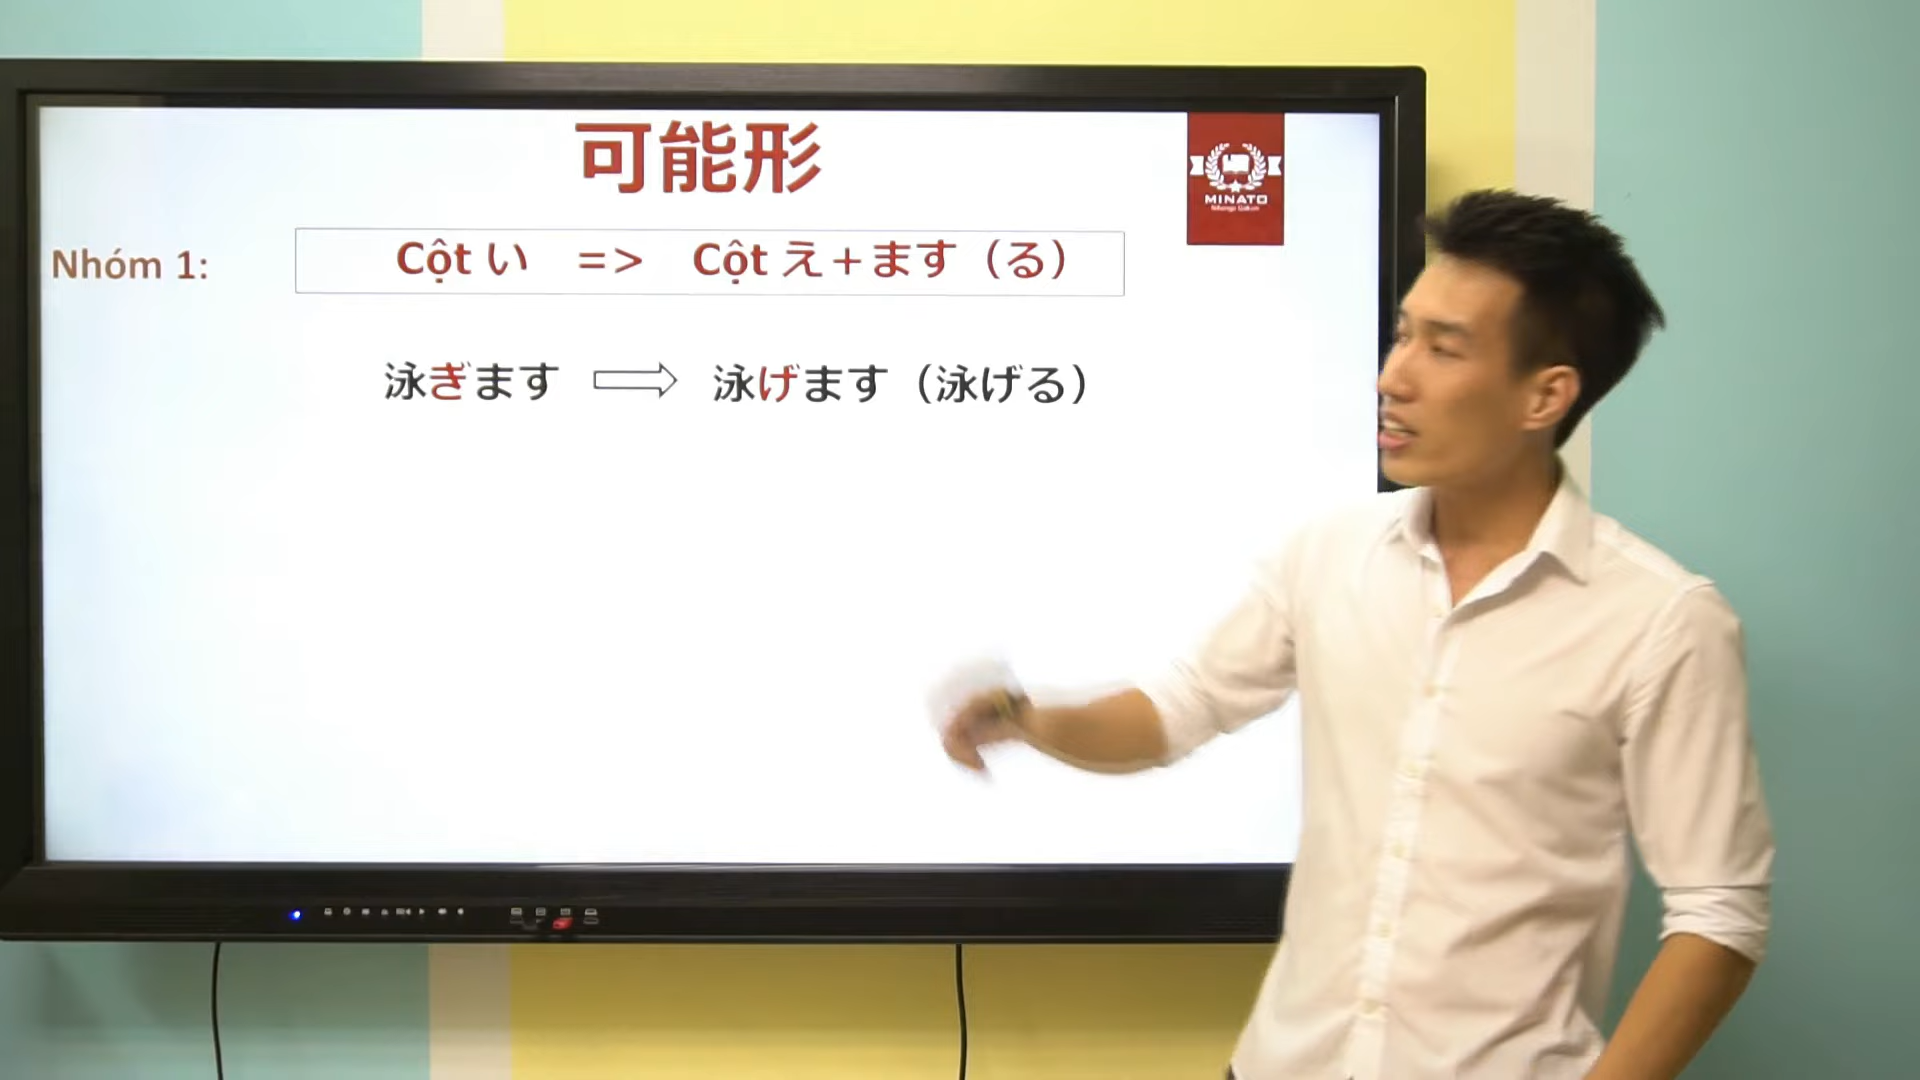 可能形
MINATO
Nhóm 1:
Cột い => Cột え＋ます（る）
泳ぎます ⇒ 泳げます（泳げる）